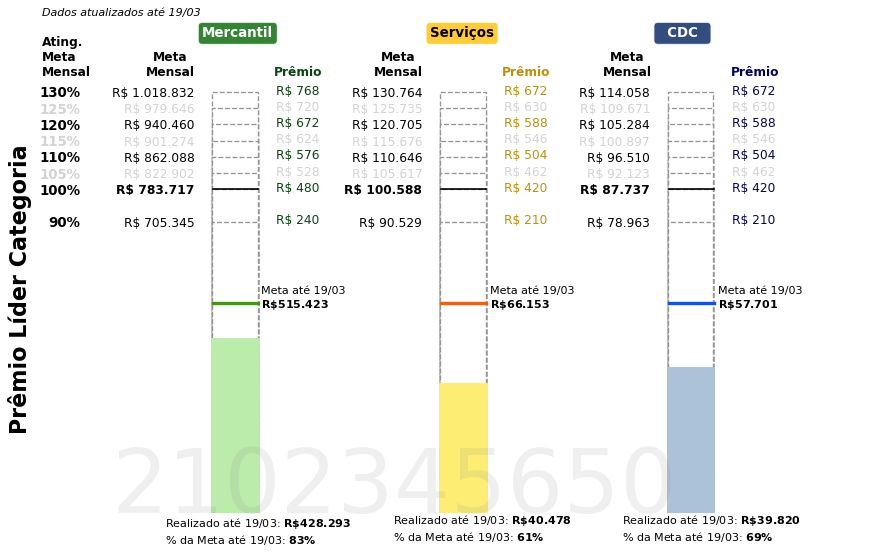 Dados atualizados até 19/03
Mercantil Serviços CDC
Ating.
Meta
Mensal
Meta
Mensal Prêmio Meta
Mensal Prêmio Meta
Mensal Prêmio
130% R$ 1.018.832 R$ 768 R$ 130.764 R$ 672 R$ 114.058 R$ 672
125% R$ 979.646 R$ 720 R$ 125.735 R$ 630 R$ 109.671 R$ 630
120% R$ 940.460 R$ 672 R$ 120.705 R$ 588 R$ 105.284 R$ 588
115% R$ 901.274 R$ 624 R$ 115.676 R$ 546 R$ 100.897 R$ 546
110% R$ 862.088 R$ 576 R$ 110.646 R$ 504 R$ 96.510 R$ 504
105% R$ 822.902 R$ 528 R$ 105.617 R$ 462 R$ 92.123 R$ 462
100% R$ 783.717 R$ 480 R$ 100.588 R$ 420 R$ 87.737 R$ 420
90% R$ 705.345 R$ 240 R$ 90.529 R$ 210 R$ 78.963 R$ 210
Prêmio Líder Categoria
Meta até 19/03 Meta até 19/03 Meta até 19/03
R$515.423 R$66.153 R$57.701
2102345650
Realizado até 19/03: R$428.293 Realizado até 19/03: R$40.478 Realizado até 19/03: R$39.820
% da Meta até 19/03: 83% % da Meta até 19/03: 61% % da Meta até 19/03: 69%